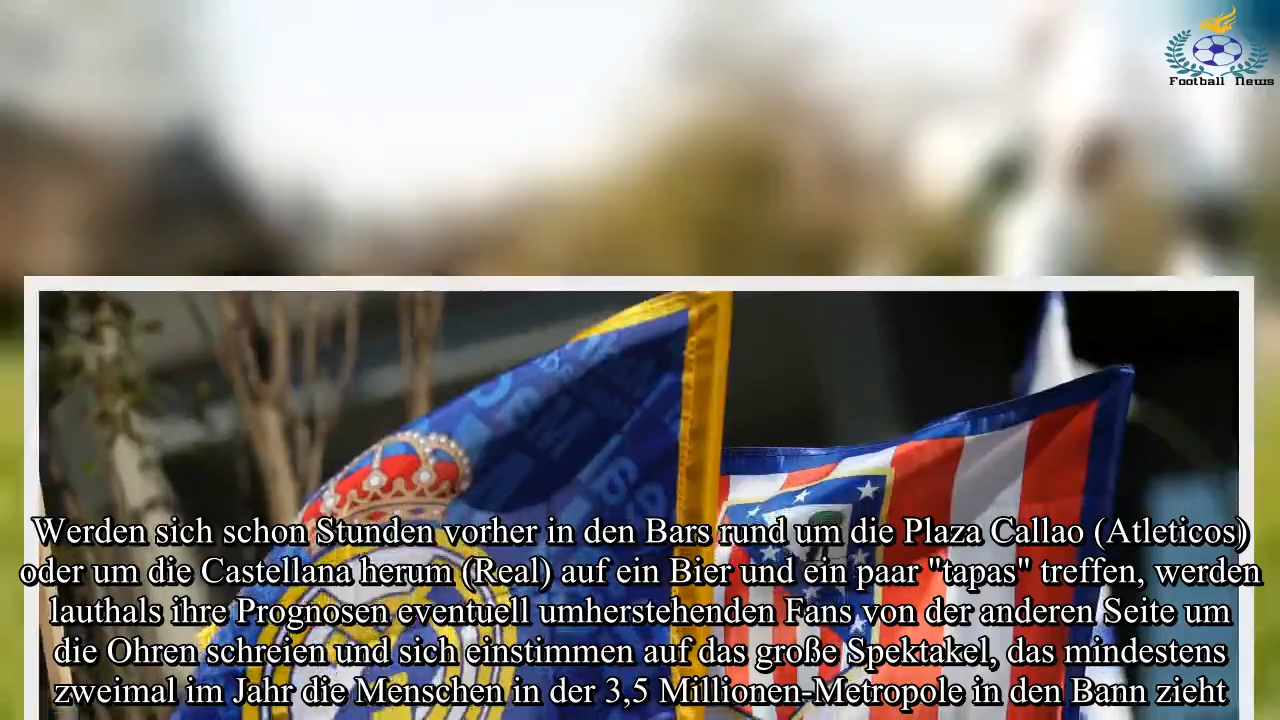 Football News
Werden sich schon Stunden vorher in den Bars rund um die Plaza Callao (Atleticos)
oder um die Castellana herum (Real) auf ein Bier und ein paar "tapas" treffen, werden
lauthals ihre Prognosen eventuell umherstehenden Fans von der anderen Seite um
die Ohren schreien und sich einstimmen auf das große Spektakel, das mindestens
zweimal im Jahr die Menschen in der 3,5 Millionen-Metropole in den Bann zieht